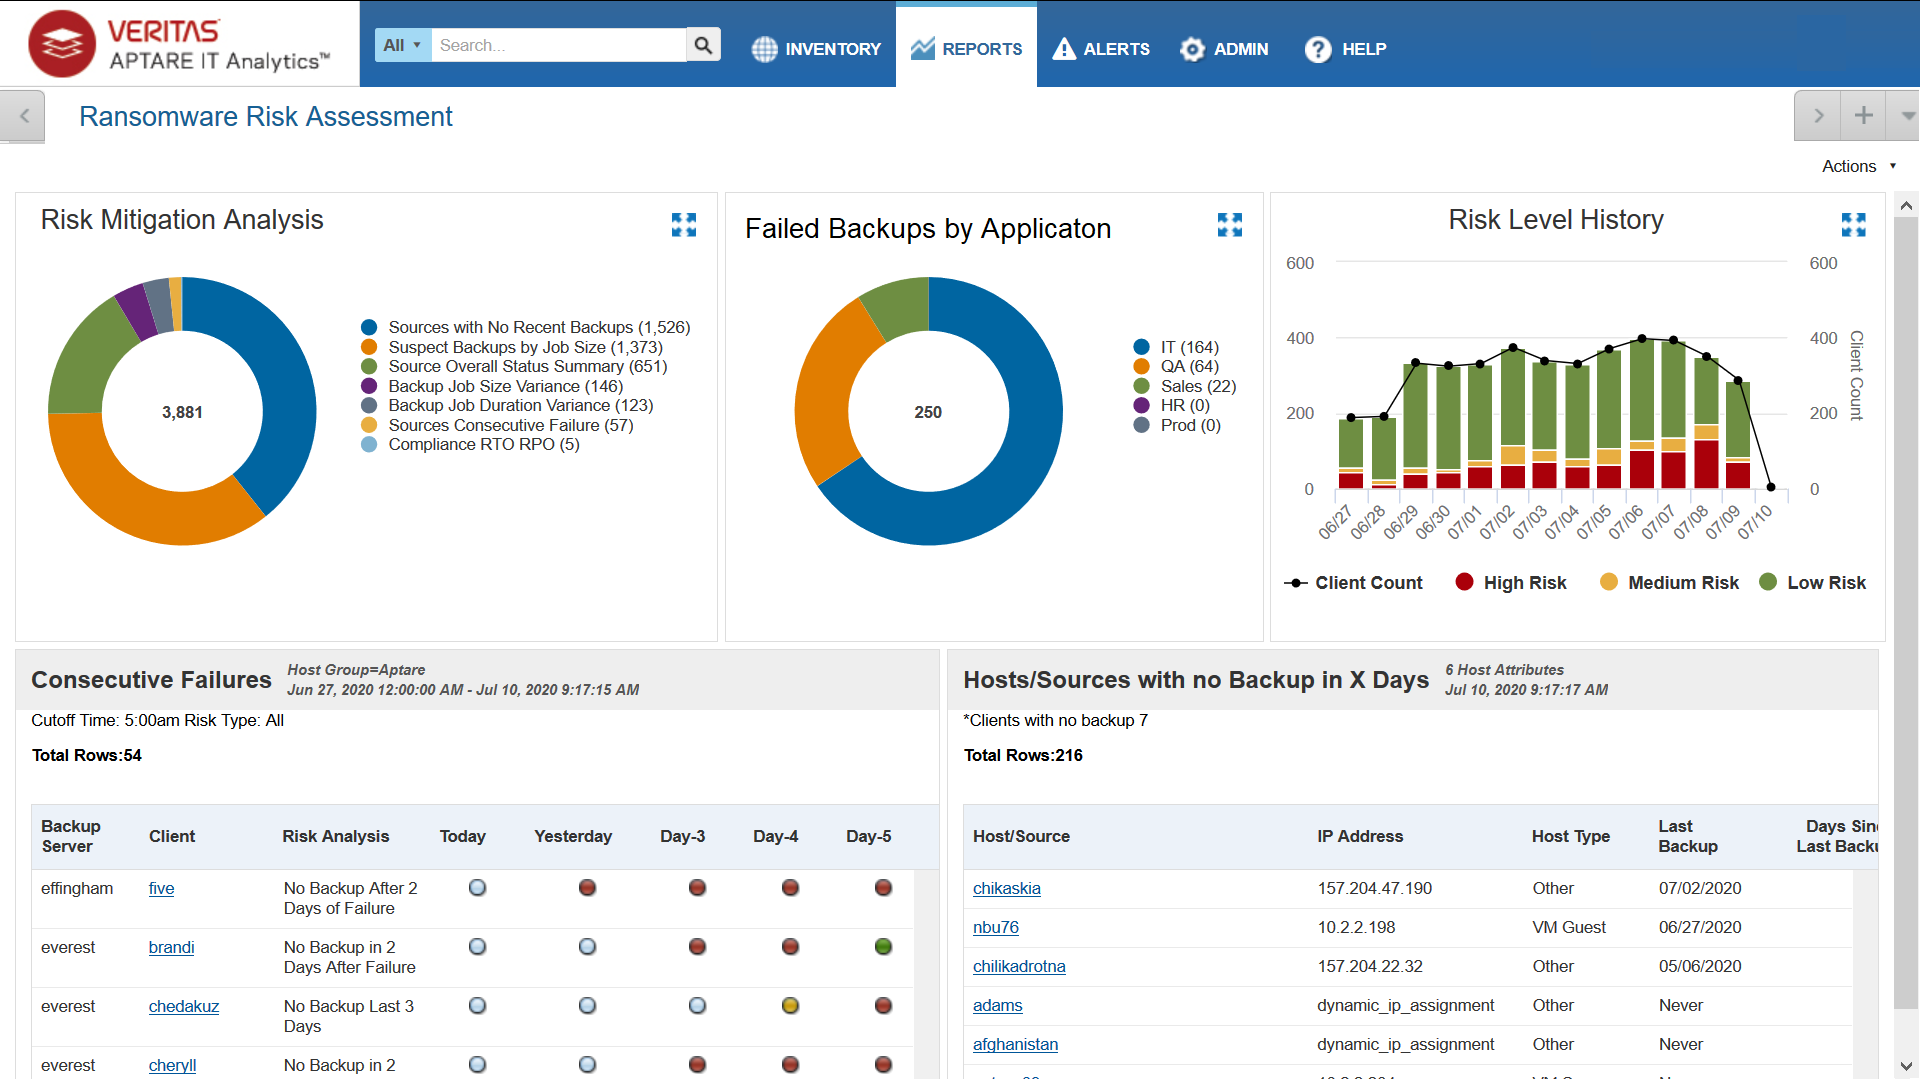 VERITAS
APTARE IT Analytics™
All
Search...
INVENTORY
REPORTS
ALERTS
ADMIN
? HELP
Ransomware Risk Assessment
Actions
Risk Mitigation Analysis
3,881
Sources with No Recent Backups (1,526)
Suspect Backups by Job Size (1,373)
Source Overall Status Summary (651)
Backup Job Size Variance (146)
Backup Job Duration Variance (123)
Sources Consecutive Failure (57)
Compliance RTO RPO (5)
Failed Backups by Applicaton
250
IT (164)
QA (64)
Sales (22)
HR (0)
Prod (0)
Risk Level History
600 600
400 400
200 200
0 0
Client Count
06/27 06/28 06/29 06/30 07/01 07/02 07/03 07/04 07/05 07/06 07/07 07/08 07/09 07/10
Client Count High Risk Medium Risk Low Risk
Consecutive Failures
Host Group=Aptare
Jun 27, 2020 12:00:00 AM - Jul 10, 2020 9:17:15 AM
Cutoff Time: 5:00am Risk Type: All
Total Rows:54
Backup Server Client Risk Analysis Today Yesterday Day-3 Day-4 Day-5
effingham five No Backup After 2
Days of Failure
everest brandi No Backup in 2
Days After Failure
everest chedakuz No Backup Last 3
Days
everest cheryll No Backup in 2
Hosts/Sources with no Backup in X Days
6 Host Attributes
Jul 10, 2020 9:17:17 AM
*Clients with no backup 7
Total Rows:216
Host/Source IP Address Host Type Last Backup Days Last
chikaskia 157.204.47.190 Other 07/02/2020
nbu76 10.2.2.198 VM Guest 06/27/2020
chilikadrotna 157.204.22.32 Other 05/06/2020
adams dynamic_ip_assignment Other Never
afghanistan dynamic_ip_assignment Other Never